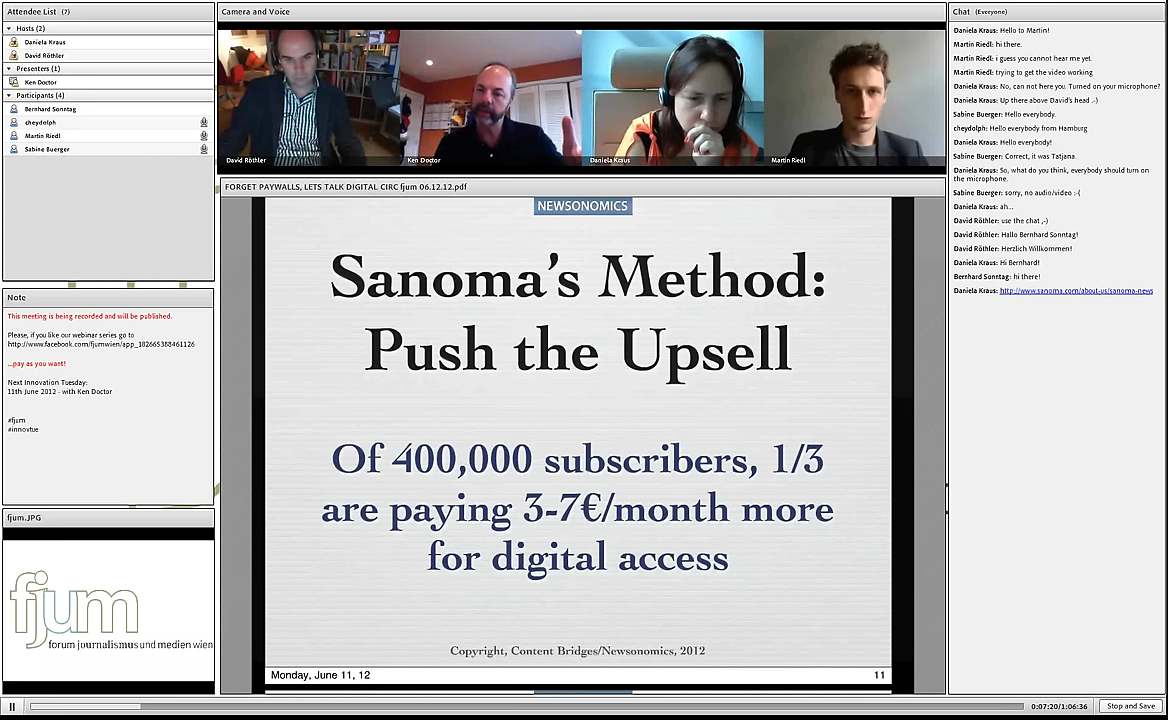 Attendee List (7)
Hosts (2)
Daniela Kraus
David Röthler
Presenters (1)
Ken Doctor
Participants (4)
Bernhard Sonntag
cheydolph
Martin Riedl
Sabine Buerger
Note
This meeting is being recorded and will be published.
Please, if you like our webinar series go to
http://www.facebook.com/fjumwien/app_182665388461126
...pay as you want!
Next Innovation Tuesday:
11th June 2012 - with Ken Doctor
#fjum
#innovtue
fjum.JPG
fjum
forum journalismus und medien wien
Camera and Voice
David Röthler
Ken Doctor
Daniela Kraus
Martin Riedl
FORGET PAYWALLS, LETS TALK DIGITAL CIRC fjum 06.12.12.pdf
NEWSONOMICS
Sanoma's Method:
Push the Upsell
Of 400,000 subscribers, 1/3
are paying 3-7€/month more
for digital access
Copyright, Content Bridges/Newsonomics, 2012
Monday, June 11, 12
11
Chat (Everyone)
Daniela Kraus: Hello to Martin!
Martin Riedl: hi there.
Martin Riedl: i guess you cannot hear me yet.
Martin Riedl: trying to get the video working
Daniela Kraus: No, can not here you. Turned on your microphone?
Daniela Kraus: Up there above David's head :-)
Sabine Buerger: Hello everybody.
cheydolph: Hello everybody from Hamburg
Daniela Kraus: Hello everybody!
Sabine Buerger: Correct, it was Tatjana.
Daniela Kraus: So, what do you think, everybody should turn on
the microphone.
Sabine Buerger: sorry, no audio/video :-(
Daniela Kraus: ah...
David Röthler: use the chat ,-)
David Röthler: Hallo Bernhard Sonntag!
David Röthler: Herzlich Willkommen!
Daniela Kraus: Hi Bernhard!
Bernhard Sonntag: hi there!
Daniela Kraus: http://www.sanoma.com/about-us/sanoma-news
0:07:20/1:06:36
Stop and Save